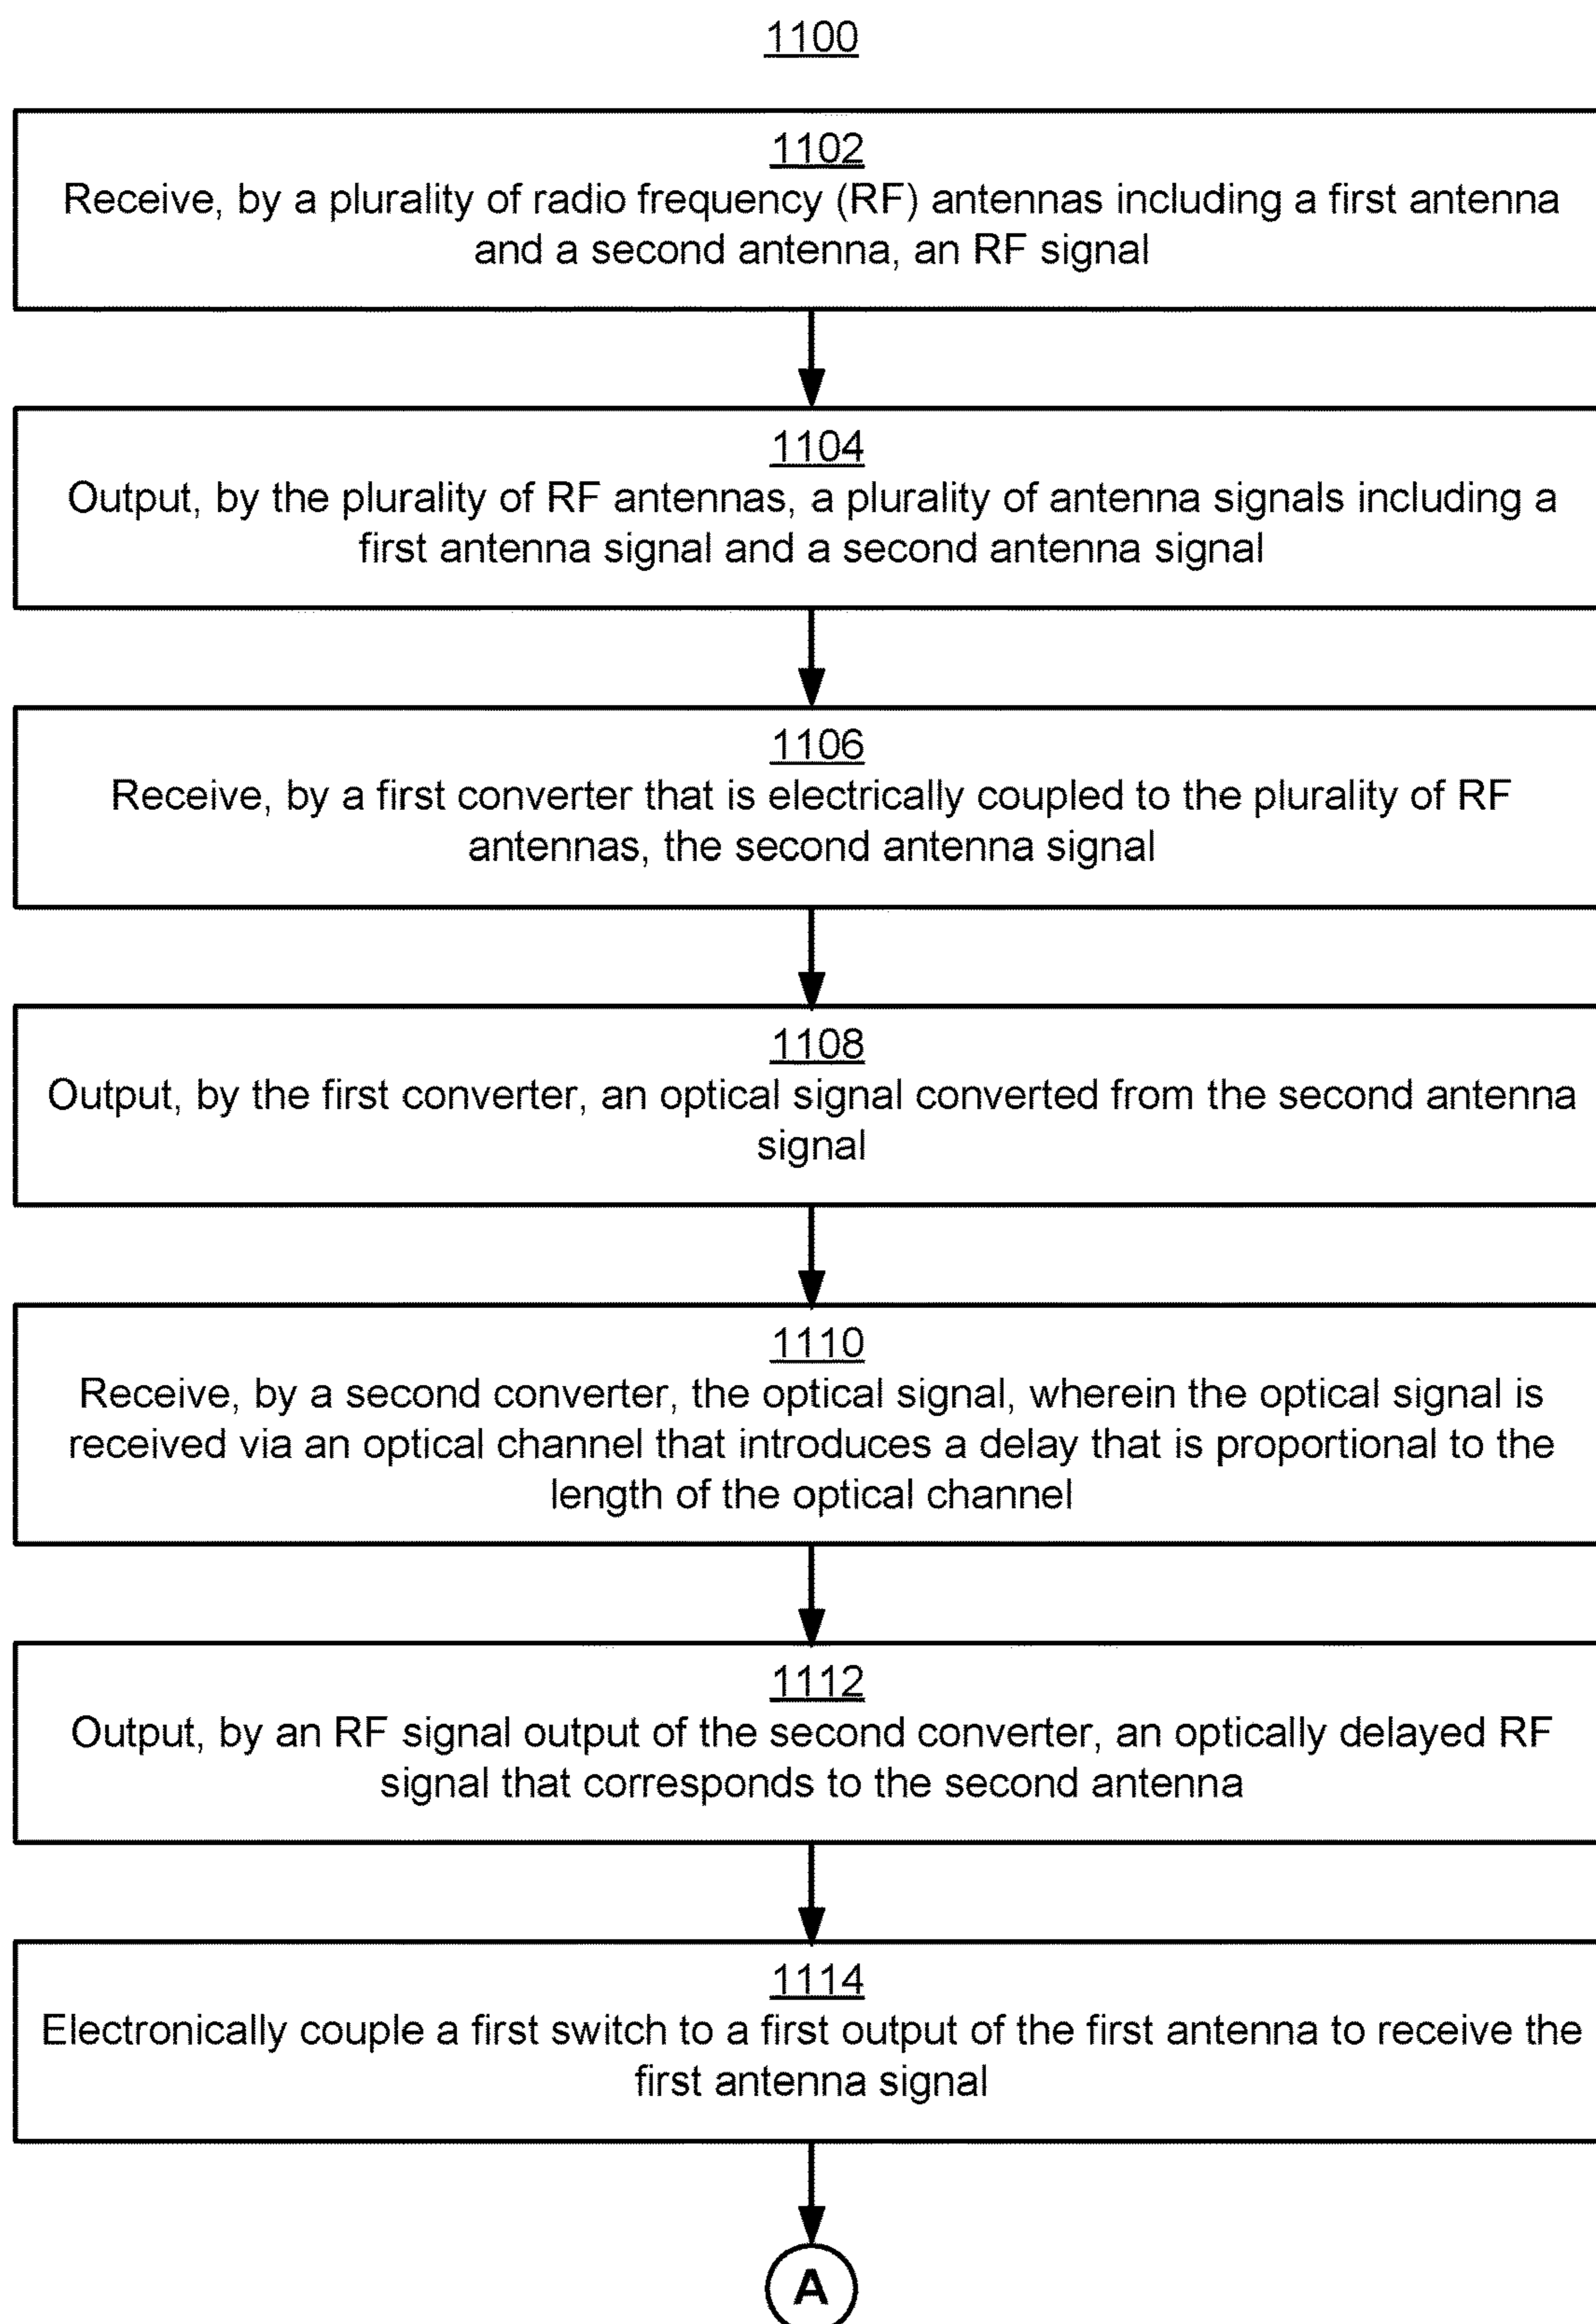 1100
1102
Receive, by a plurality of radio frequency (RF) antennas including a first antenna
and a second antenna, an RF signal
1104
Output, by the plurality of RF antennas, a plurality of antenna signals including a
first antenna signal and a second antenna signal
1106
Receive, by a first converter that is electrically coupled to the plurality of RF
antennas, the second antenna signal
1108
Output, by the first converter, an optical signal converted from the second antenna
signal
1110
Receive, by a second converter, the optical signal, wherein the optical signal is
received via an optical channel that introduces a delay that is proportional to the
length of the optical channel
1112
Output, by an RF signal output of the second converter, an optically delayed RF
signal that corresponds to the second antenna
1114
Electronically couple a first switch to a first output of the first antenna to receive the
first antenna signal
A